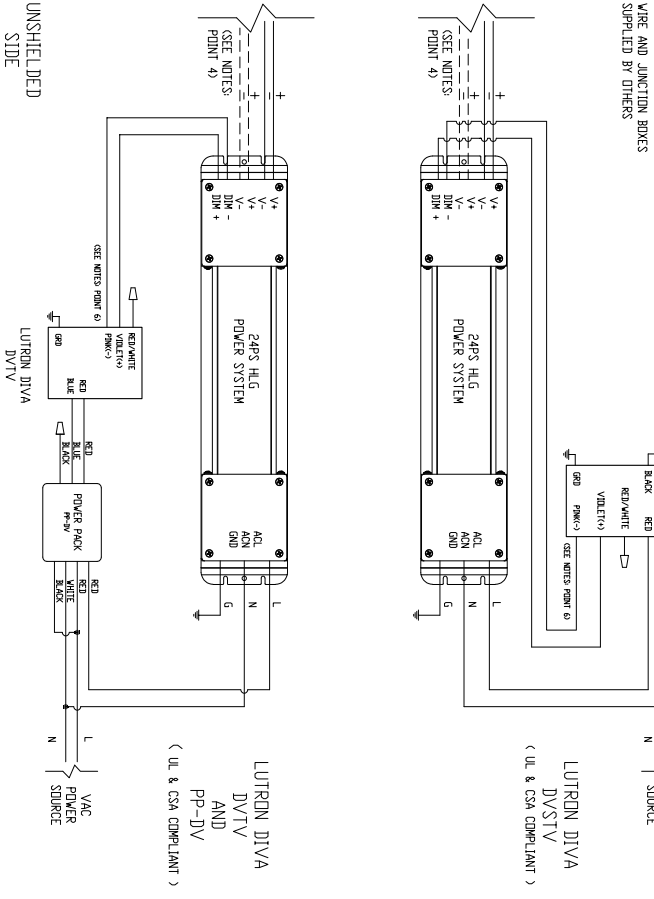 WIRE AND JUNCTION BOXES
SUPPLIED BY OTHERS
N
SOURCE
BLACK
RED
RED/WHITE
VIOLET(+)
GRD
PINK(-)
(SEE NOTES: POINT 6)
LUTRON DIVA
DVSTV
( UL & CSA COMPLIANT )
+
-
+
-
(SEE NOTES:
POINT 4)
V+
V-
V+
V-
DIM -
DIM +
24PS HLG
POWER SYSTEM
ACL
ACN
GND
L
N
G
+
-
+
-
(SEE NOTES:
POINT 4)
V+
V-
V+
V-
DIM -
DIM +
24PS HLG
POWER SYSTEM
ACL
ACN
GND
L
N
G
LUTRON DIVA
DVTV
AND
PP-DV
( UL & CSA COMPLIANT )
(SEE NOTES: POINT 6)
RED/WHITE
VIOLET(+)
PINK(-)
GRD
RED
BLUE
LUTRON DIVA
DVTV
RED
BLUE
BLACK
POWER PACK
PP-DV
RED
RED
WHITE
BLACK
L
N
VAC
POWER
SOURCE
UNSHIELDED
SIDE